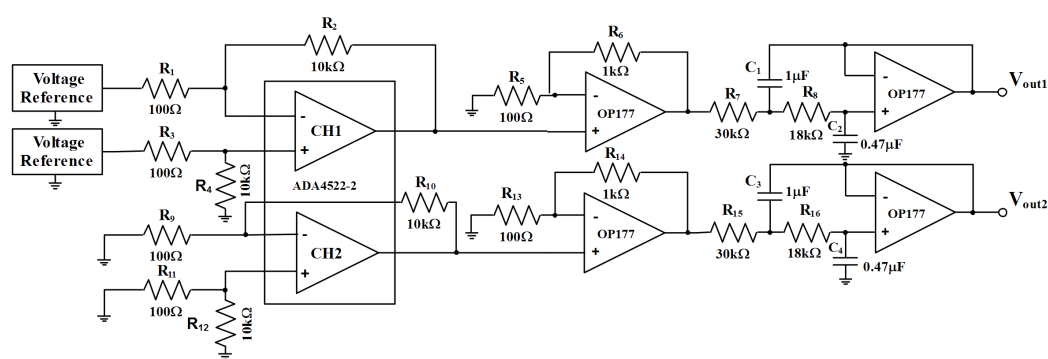 R2
10kΩ
Voltage
Reference
R1
100Ω
Voltage
Reference
R3
100Ω
R4
10kΩ
-
+
CH1
ADA4522-2
R5
100Ω
R6
1kΩ
-
+
OP177
R7
30kΩ
C1
1μF
R8
18kΩ
C2
0.47μF
-
+
OP177
Vout1
R9
100Ω
R11
100Ω
R12
10kΩ
-
+
CH2
R10
10kΩ
R13
100Ω
R14
1kΩ
-
+
OP177
R15
30kΩ
C3
1μF
R16
18kΩ
C4
0.47μF
-
+
OP177
Vout2